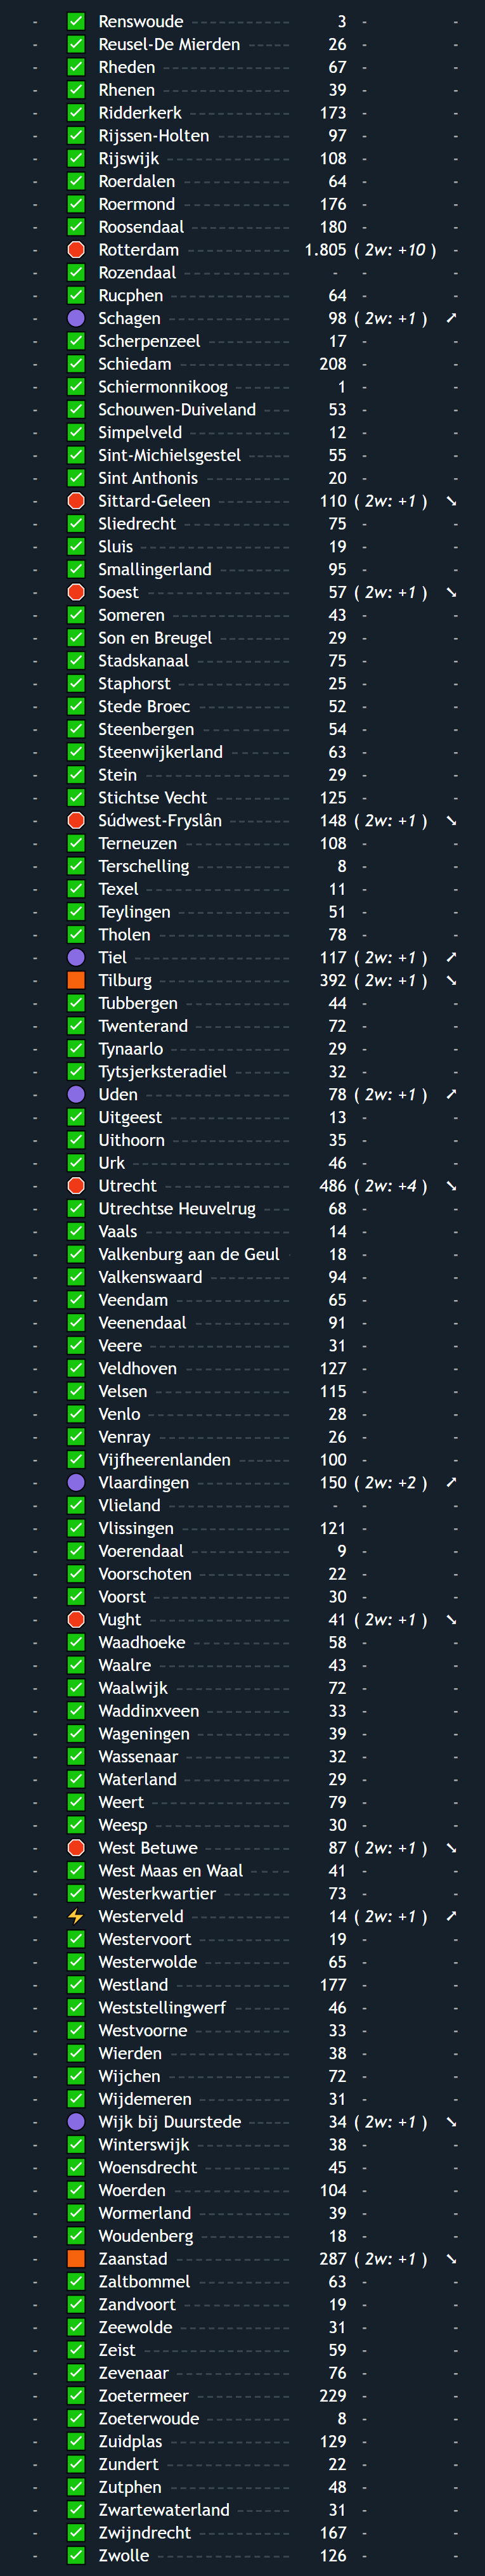 - ✅ Renswoude ---------------- 3 - -
- ✅ Reusel-De Mierden ------- 26 - -
- ✅ Rheden ------------------ 67 - -
- ✅ Rhenen ------------------ 39 - -
- ✅ Ridderkerk -------------- 173 - -
- ✅ Rijssen-Holten ---------- 97 - -
- ✅ Rijswijk ---------------- 108 - -
- ✅ Roerdalen --------------- 64 - -
- ✅ Roermond ---------------- 176 - -
- ✅ Roosendaal -------------- 180 - -
- 🛑 Rotterdam --------------- 1.805 ( 2w: +10 ) -
- ✅ Rozendaal --------------- - - -
- ✅ Rucphen ----------------- 64 - -
- 🟣 Schagen ----------------- 98 ( 2w: +1 ) ➚
- ✅ Scherpenzeel ------------ 17 - -
- ✅ Schiedam ---------------- 208 - -
- ✅ Schiermonnikoog --------- 1 - -
- ✅ Schouwen-Duiveland ----- 53 - -
- ✅ Simpelveld -------------- 12 - -
- ✅ Sint-Michielsgestel ------ 55 - -
- ✅ Sint Anthonis ----------- 20 - -
- 🛑 Sittard-Geleen ---------- 110 ( 2w: +1 ) ➘
- ✅ Sliedrecht -------------- 75 - -
- ✅ Sluis ------------------- 19 - -
- ✅ Smallingerland ---------- 95 - -
- 🛑 Soest ------------------- 57 ( 2w: +1 ) ➘
- ✅ Someren ----------------- 43 - -
- ✅ Son en Breugel ---------- 29 - -
- ✅ Stadskanaal ------------- 75 - -
- ✅ Staphorst --------------- 25 - -
- ✅ Stede Broec ------------- 52 - -
- ✅ Steenbergen ------------- 54 - -
- ✅ Steenwijkerland --------- 63 - -
- ✅ Stein ------------------- 29 - -
- ✅ Stichtse Vecht ---------- 125 - -
- 🛑 Súdwest-Fryslân -------- 148 ( 2w: +1 ) ➘
- ✅ Terneuzen --------------- 108 - -
- ✅ Terschelling ------------ 8 - -
- ✅ Texel ------------------- 11 - -
- ✅ Teylingen --------------- 51 - -
- ✅ Tholen ------------------ 78 - -
- 🟣 Tiel -------------------- 117 ( 2w: +1 ) ➚
- 🟧 Tilburg ----------------- 392 ( 2w: +1 ) ➘
- ✅ Tubbergen --------------- 44 - -
- ✅ Twenterand -------------- 72 - -
- ✅ Tynaarlo ---------------- 29 - -
- ✅ Tytsjerksteradiel -------- 32 - -
- 🟣 Uden -------------------- 78 ( 2w: +1 ) ➚
- ✅ Uitgeest ---------------- 13 - -
- ✅ Uithoorn ---------------- 35 - -
- ✅ Urk --------------------- 46 - -
- 🛑 Utrecht ----------------- 486 ( 2w: +4 ) ➘
- ✅ Utrechtse Heuvelrug ----- 68 - -
- ✅ Vaals ------------------- 14 - -
- ✅ Valkenburg aan de Geul - 18 - -
- ✅ Valkenswaard ------------ 94 - -
- ✅ Veendam ----------------- 65 - -
- ✅ Veenendaal -------------- 91 - -
- ✅ Veere ------------------- 31 - -
- ✅ Veldhoven --------------- 127 - -
- ✅ Velsen ------------------ 115 - -
- ✅ Venlo ------------------- 28 - -
- ✅ Venray ------------------ 26 - -
- ✅ Vijfheerenlanden -------- 100 - -
- 🟣 Vlaardingen ------------- 150 ( 2w: +2 ) ➚
- ✅ Vlieland ---------------- - - -
- ✅ Vlissingen -------------- 121 - -
- ✅ Voerendaal -------------- 9 - -
- ✅ Voorschoten ------------- 22 - -
- ✅ Voorst ------------------ 30 - -
- 🛑 Vught ------------------- 41 ( 2w: +1 ) ➘
- ✅ Waadhoeke --------------- 58 - -
- ✅ Waalre ------------------ 43 - -
- ✅ Waalwijk ---------------- 72 - -
- ✅ Waddinxveen ------------- 33 - -
- ✅ Wageningen -------------- 39 - -
- ✅ Wassenaar --------------- 32 - -
- ✅ Waterland --------------- 29 - -
- ✅ Weert ------------------- 79 - -
- ✅ Weesp ------------------- 30 - -
- 🛑 West Betuwe ------------- 87 ( 2w: +1 ) ➘
- ✅ West Maas en Waal ------- 41 - -
- ✅ Westerkwartier ---------- 73 - -
- ⚡ Westerveld -------------- 14 ( 2w: +1 ) ➚
- ✅ Westervoort ------------- 19 - -
- ✅ Westerwolde ------------- 65 - -
- ✅ Westland ---------------- 177 - -
- ✅ Weststellingwerf -------- 46 - -
- ✅ Westvoorne -------------- 33 - -
- ✅ Wierden ----------------- 38 - -
- ✅ Wijchen ----------------- 72 - -
- ✅ Wijdemeren -------------- 31 - -
- 🟣 Wijk bij Duurstede ------ 34 ( 2w: +1 ) ➘
- ✅ Winterswijk ------------- 38 - -
- ✅ Woensdrecht ------------- 45 - -
- ✅ Woerden ----------------- 104 - -
- ✅ Wormerland -------------- 39 - -
- ✅ Woudenberg -------------- 18 - -
- 🟧 Zaanstad ---------------- 287 ( 2w: +1 ) ➘
- ✅ Zaltbommel -------------- 63 - -
- ✅ Zandvoort --------------- 19 - -
- ✅ Zeewolde ---------------- 31 - -
- ✅ Zeist ------------------- 59 - -
- ✅ Zevenaar ---------------- 76 - -
- ✅ Zoetermeer -------------- 229 - -
- ✅ Zoeterwoude ------------- 8 - -
- ✅ Zuidplas ---------------- 129 - -
- ✅ Zundert ----------------- 22 - -
- ✅ Zutphen ----------------- 48 - -
- ✅ Zwartewaterland --------- 31 - -
- ✅ Zwijndrecht ------------- 167 - -
- ✅ Zwolle ------------------ 126 - -